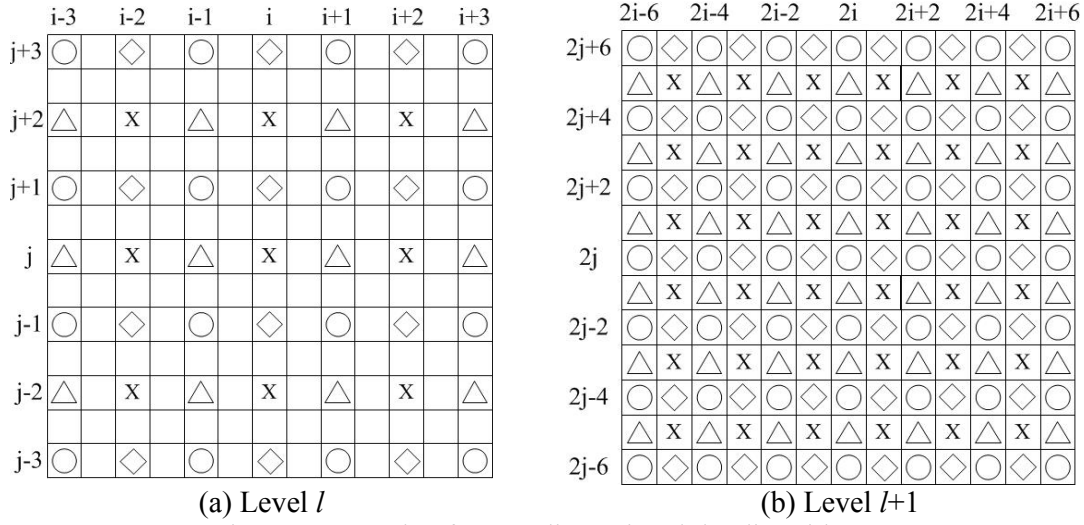 i-3 i-2 i-1 i i+1 i+2 i+3
j+3
j+2 X X X
j+1
j X X X
j-1
j-2 X X X
j-3
(a) Level l
2i-6 2i-4 2i-2 2i 2i+2 2i+4 2i+6
2j+6
X X X X X X
2j+4
X X X X X X
2j+2
X X X X X X
2j
X X X X X X
2j-2
X X X X X X
2j-4
X X X X X X
2j-6
(b) Level l+1